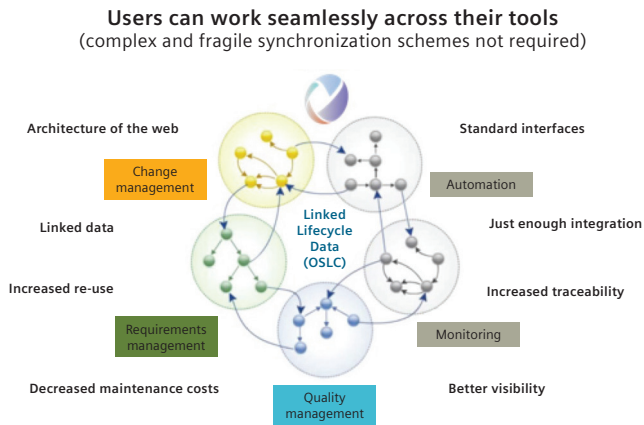 Users can work seamlessly across their tools
(complex and fragile synchronization schemes not required)
Architecture of the web
Standard interfaces
Change
management
Automation
Linked data
Linked
Lifecycle
Data
(OSLC)
Just enough integration
Increased re-use
Increased traceability
Requirements
management
Monitoring
Decreased maintenance costs
Quality
management
Better visibility